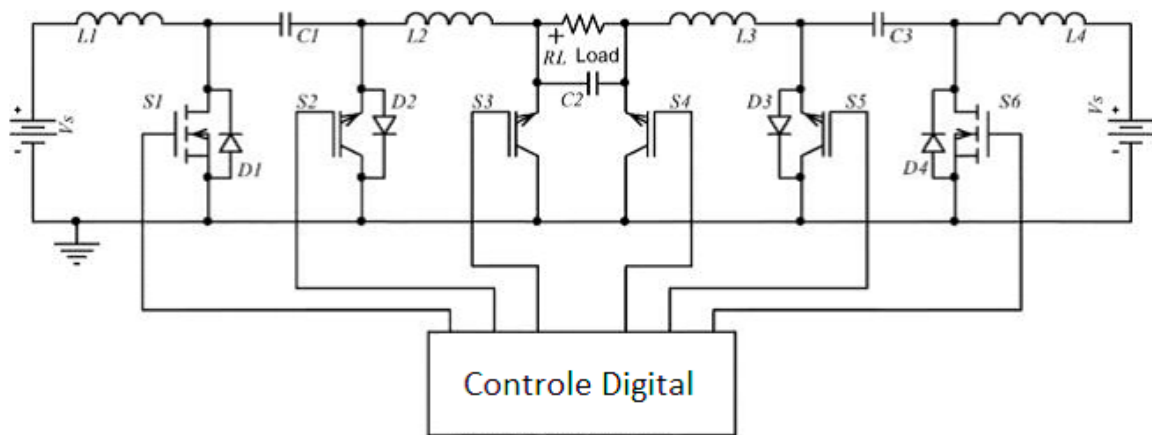 L1
C1
L2
+
RL
Load
L3
C3
L4
C2
S1
S2
D2
S3
S4
D3
S5
S6
+
Vs
-
D1
D4
+
Vs
-
Controle Digital